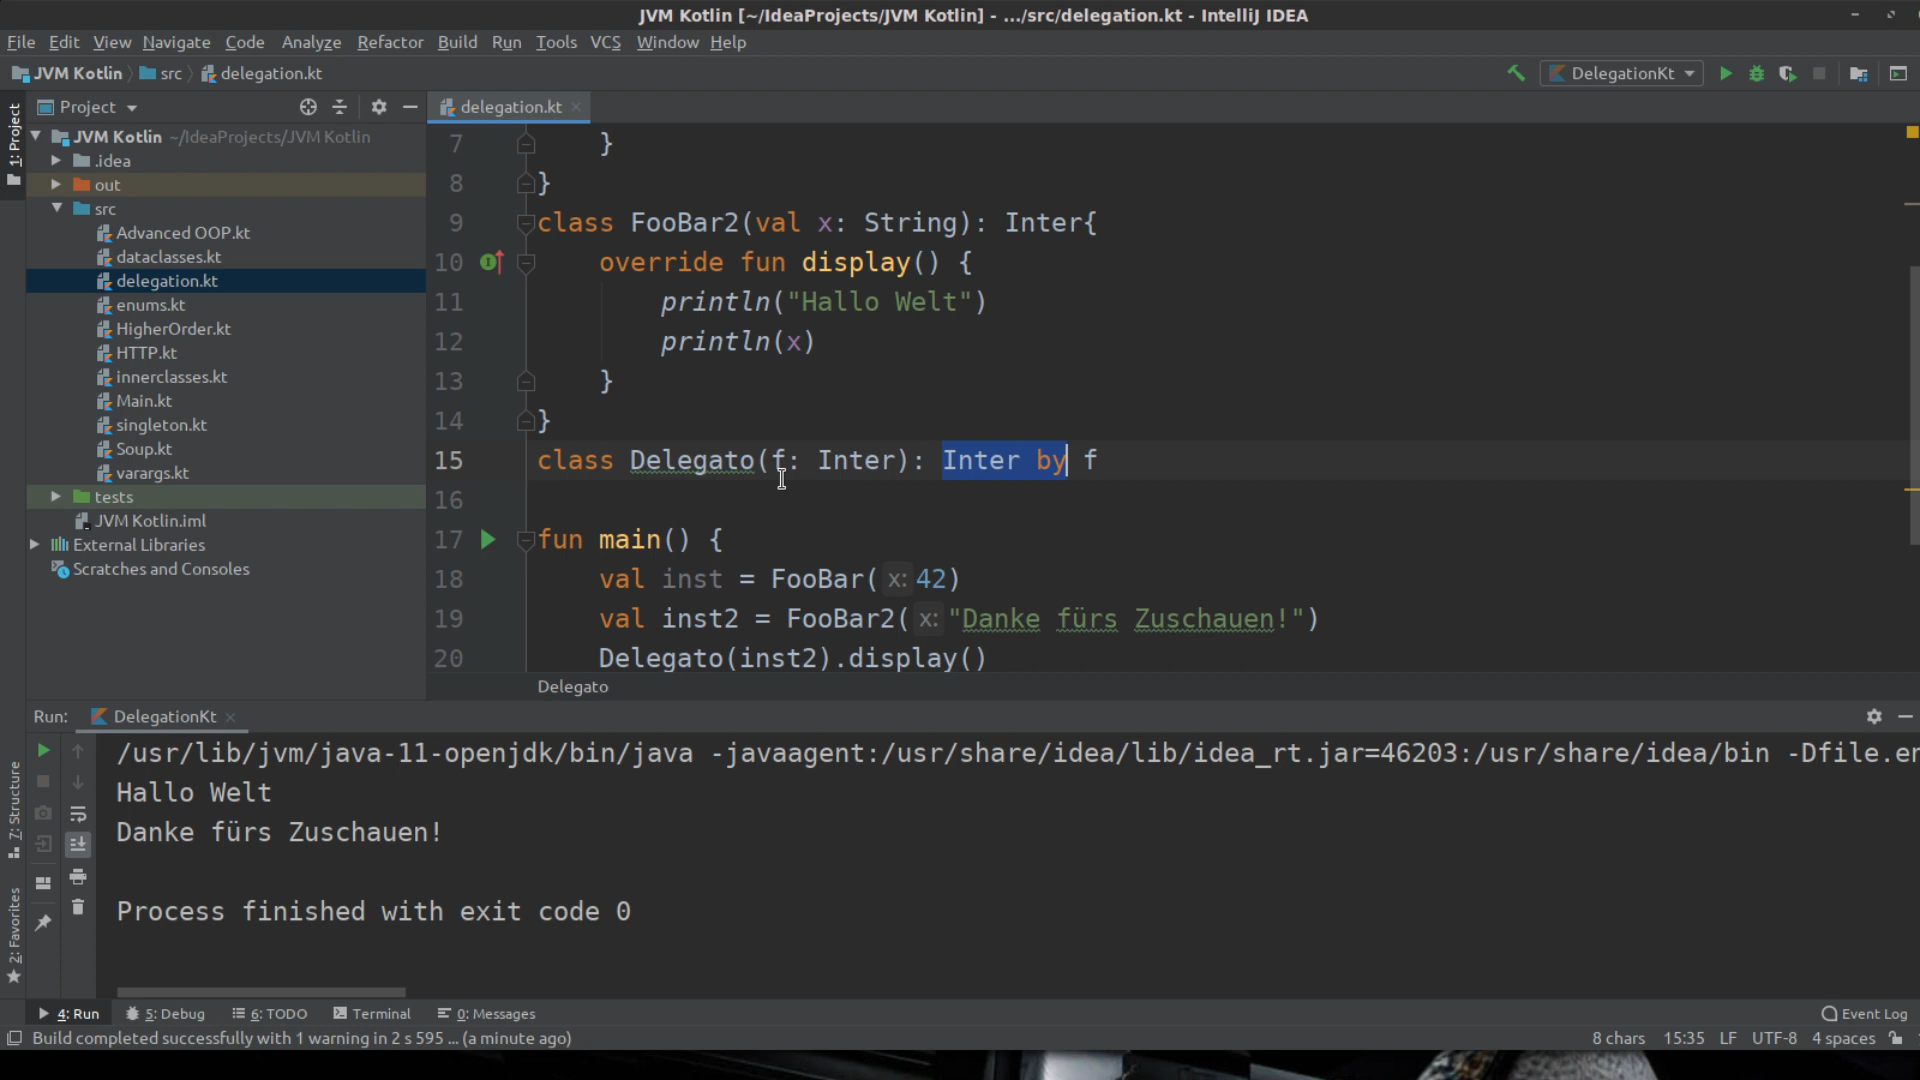 JVM Kotlin [~/IdeaProjects/JVM Kotlin] - .../src/delegation.kt - IntelliJ IDEA
File Edit View Navigate Code Analyze Refactor Build Run Tools VCS Window Help
JVM Kotlin src delegation.kt
DelegationKt
1: Project
Project
delegation.kt
JVM Kotlin ~/IdeaProjects/JVM Kotlin
.idea
out
src
Advanced OOP.kt
dataclasses.kt
delegation.kt
enums.kt
HigherOrder.kt
HTTP.kt
innerclasses.kt
Main.kt
singleton.kt
Soup.kt
varargs.kt
tests
JVM Kotlin.iml
External Libraries
Scratches and Consoles
7 }
8 }
9 class FooBar2(val x: String): Inter{
10 override fun display() {
11 println("Hallo Welt")
12 println(x)
13 }
14 }
15 class Delegato(f: Inter): Inter by f
16
17 fun main() {
18 val inst = FooBar( x: 42)
19 val inst2 = FooBar2( x: "Danke fürs Zuschauen!")
20 Delegato(inst2).display()
Delegato
Run: DelegationKt
/usr/lib/jvm/java-11-openjdk/bin/java -javaagent:/usr/share/idea/lib/idea_rt.jar=46203:/usr/share/idea/bin -Dfile.en
Hallo Welt
Danke fürs Zuschauen!
Process finished with exit code 0
7: Structure
2: Favorites
4: Run 5: Debug 6: TODO Terminal 0: Messages Event Log
Build completed successfully with 1 warning in 2 s 595 ... (a minute ago) 8 chars 15:35 LF UTF-8 4 spaces